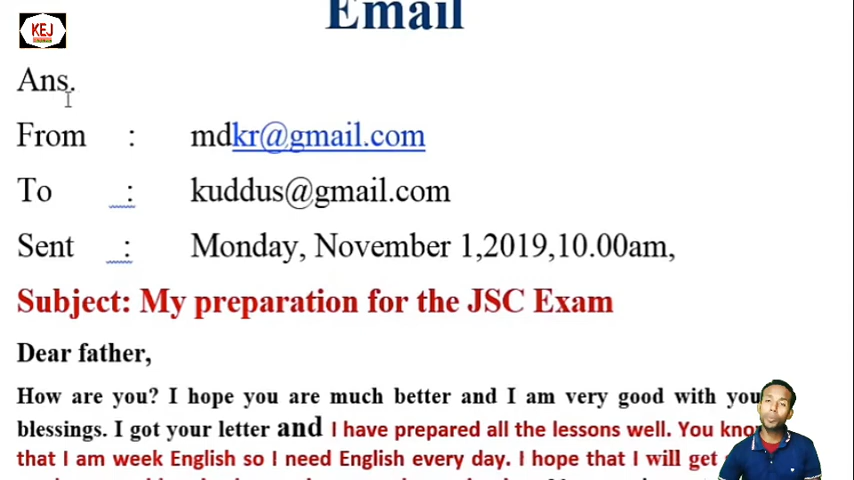 KEJ
Email
Ans.
From : mdkr@gmail.com
To : kuddus@gmail.com
Sent : Monday, November 1,2019,10.00am,
Subject: My preparation for the JSC Exam
Dear father,
How are you? I hope you are much better and I am very good with
blessings. I got your letter and I have prepared all the lessons well. You
that I am week English so I need English every day. I hope that I will get